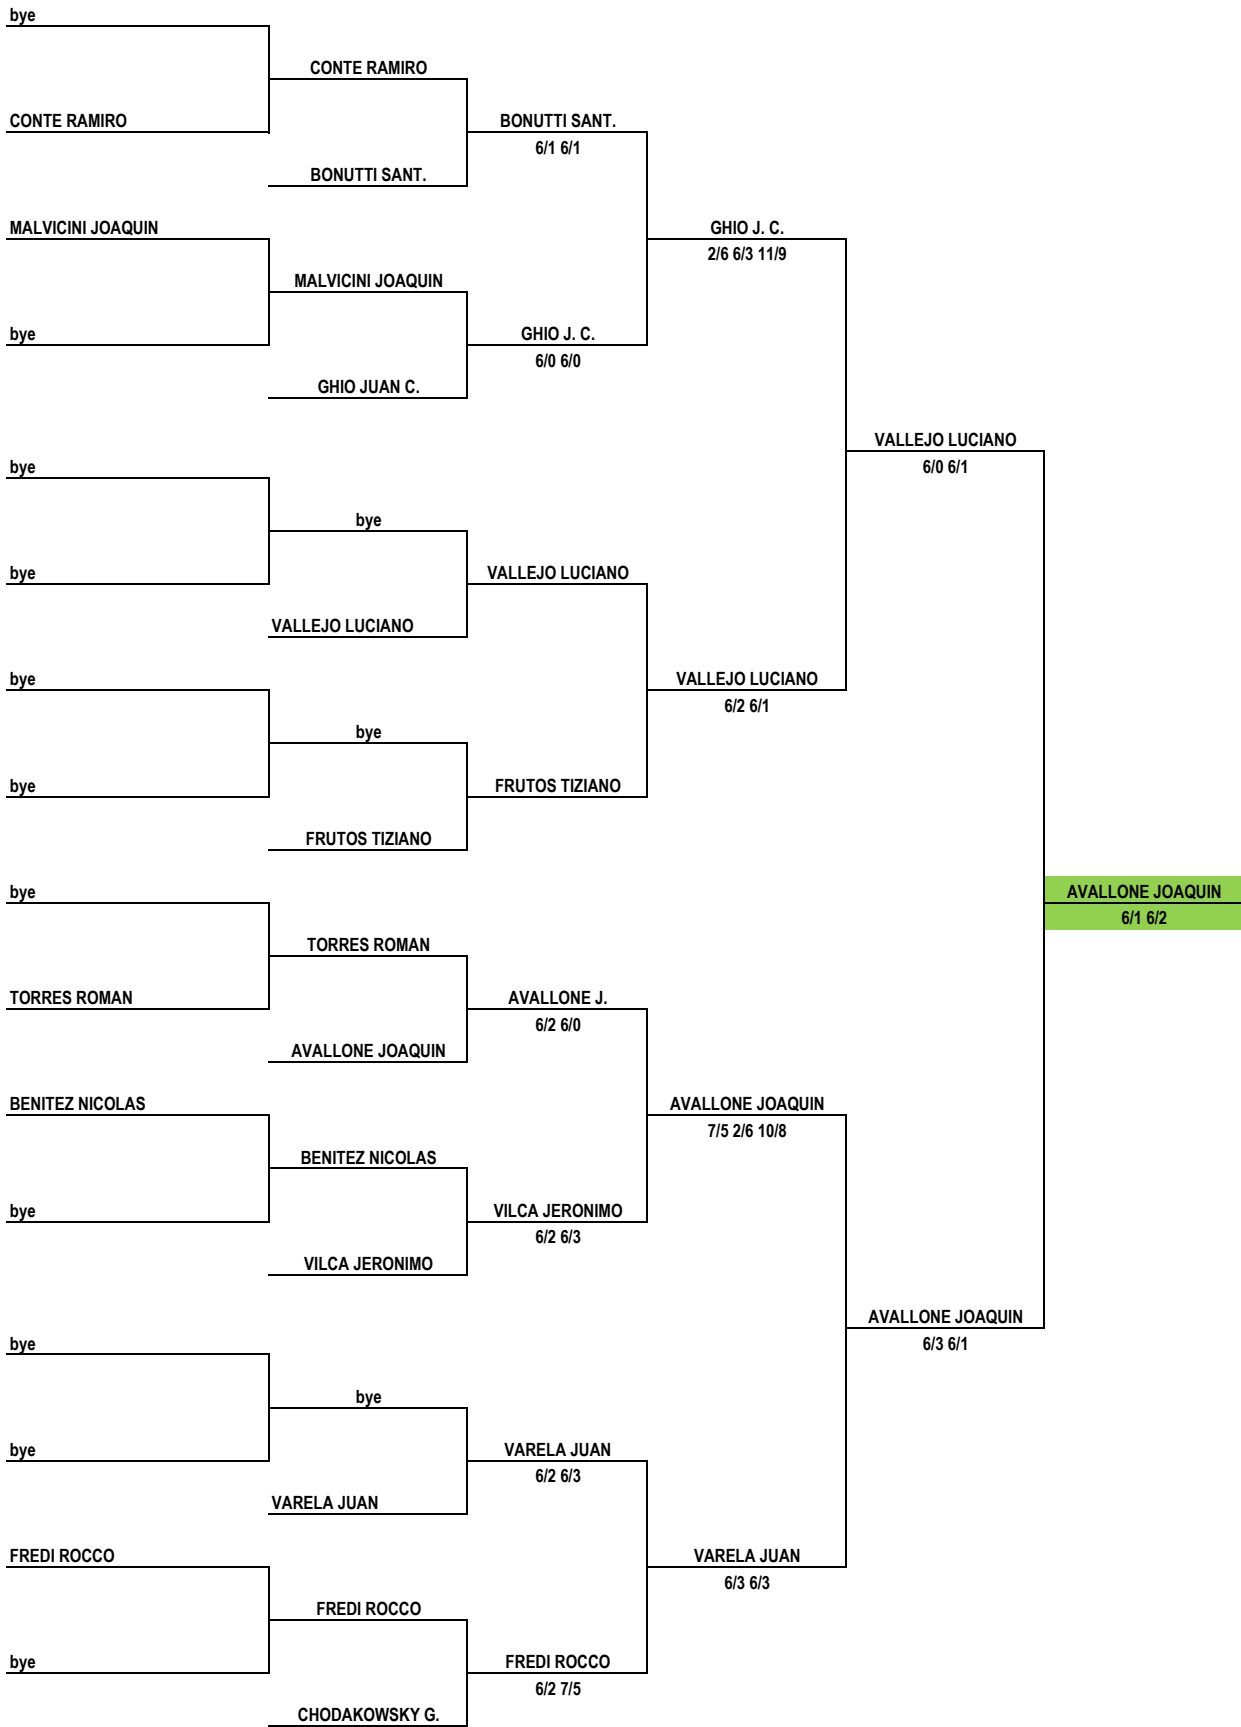 bye
CONTE RAMIRO
CONTE RAMIRO
BONUTTI SANT.
6/1 6/1
BONUTTI SANT.
MALVICINI JOAQUIN
GHIO J. C.
2/6 6/3 11/9
MALVICINI JOAQUIN
bye
GHIO J. C.
6/0 6/0
GHIO JUAN C.
VALLEJO LUCIANO
6/0 6/1
bye
bye
bye
VALLEJO LUCIANO
VALLEJO LUCIANO
bye
VALLEJO LUCIANO
6/2 6/1
bye
bye
FRUTOS TIZIANO
FRUTOS TIZIANO
bye
AVALLONE JOAQUIN
6/1 6/2
TORRES ROMAN
TORRES ROMAN
AVALLONE J.
6/2 6/0
AVALLONE JOAQUIN
BENITEZ NICOLAS
AVALLONE JOAQUIN
7/5 2/6 10/8
BENITEZ NICOLAS
bye
VILCA JERONIMO
6/2 6/3
VILCA JERONIMO
AVALLONE JOAQUIN
6/3 6/1
bye
bye
bye
VARELA JUAN
6/2 6/3
VARELA JUAN
FREDI ROCCO
VARELA JUAN
6/3 6/3
FREDI ROCCO
bye
FREDI ROCCO
6/2 7/5
CHODAKOWSKY G.